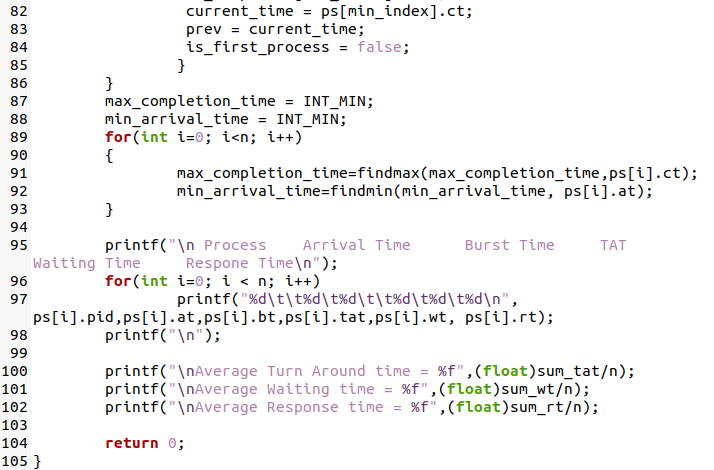 82 current_time = ps[min_index].ct;
83 prev = current_time;
84 is_first_process = false;
85 }
86 }
87 max_completion_time = INT_MIN;
88 min_arrival_time = INT_MIN;
89 for(int i=0; i<n; i++)
90 {
91 max_completion_time=findmax(max_completion_time,ps[i].ct);
92 min_arrival_time=findmin(min_arrival_time, ps[i].at);
93 }
94
95 printf("\n Process    Arrival Time      Burst Time     TAT
Waiting Time     Respone Time\n");
96 for(int i=0; i < n; i++)
97 printf("%d\t\t%d\t%d\t\t%d\t%d\t%d\n",
ps[i].pid,ps[i].at,ps[i].bt,ps[i].tat,ps[i].wt, ps[i].rt);
98 printf("\n");
99
100 printf("\nAverage Turn Around time = %f",(float)sum_tat/n);
101 printf("\nAverage Waiting time = %f",(float)sum_wt/n);
102 printf("\nAverage Response time = %f",(float)sum_rt/n);
103
104 return 0;
105 }